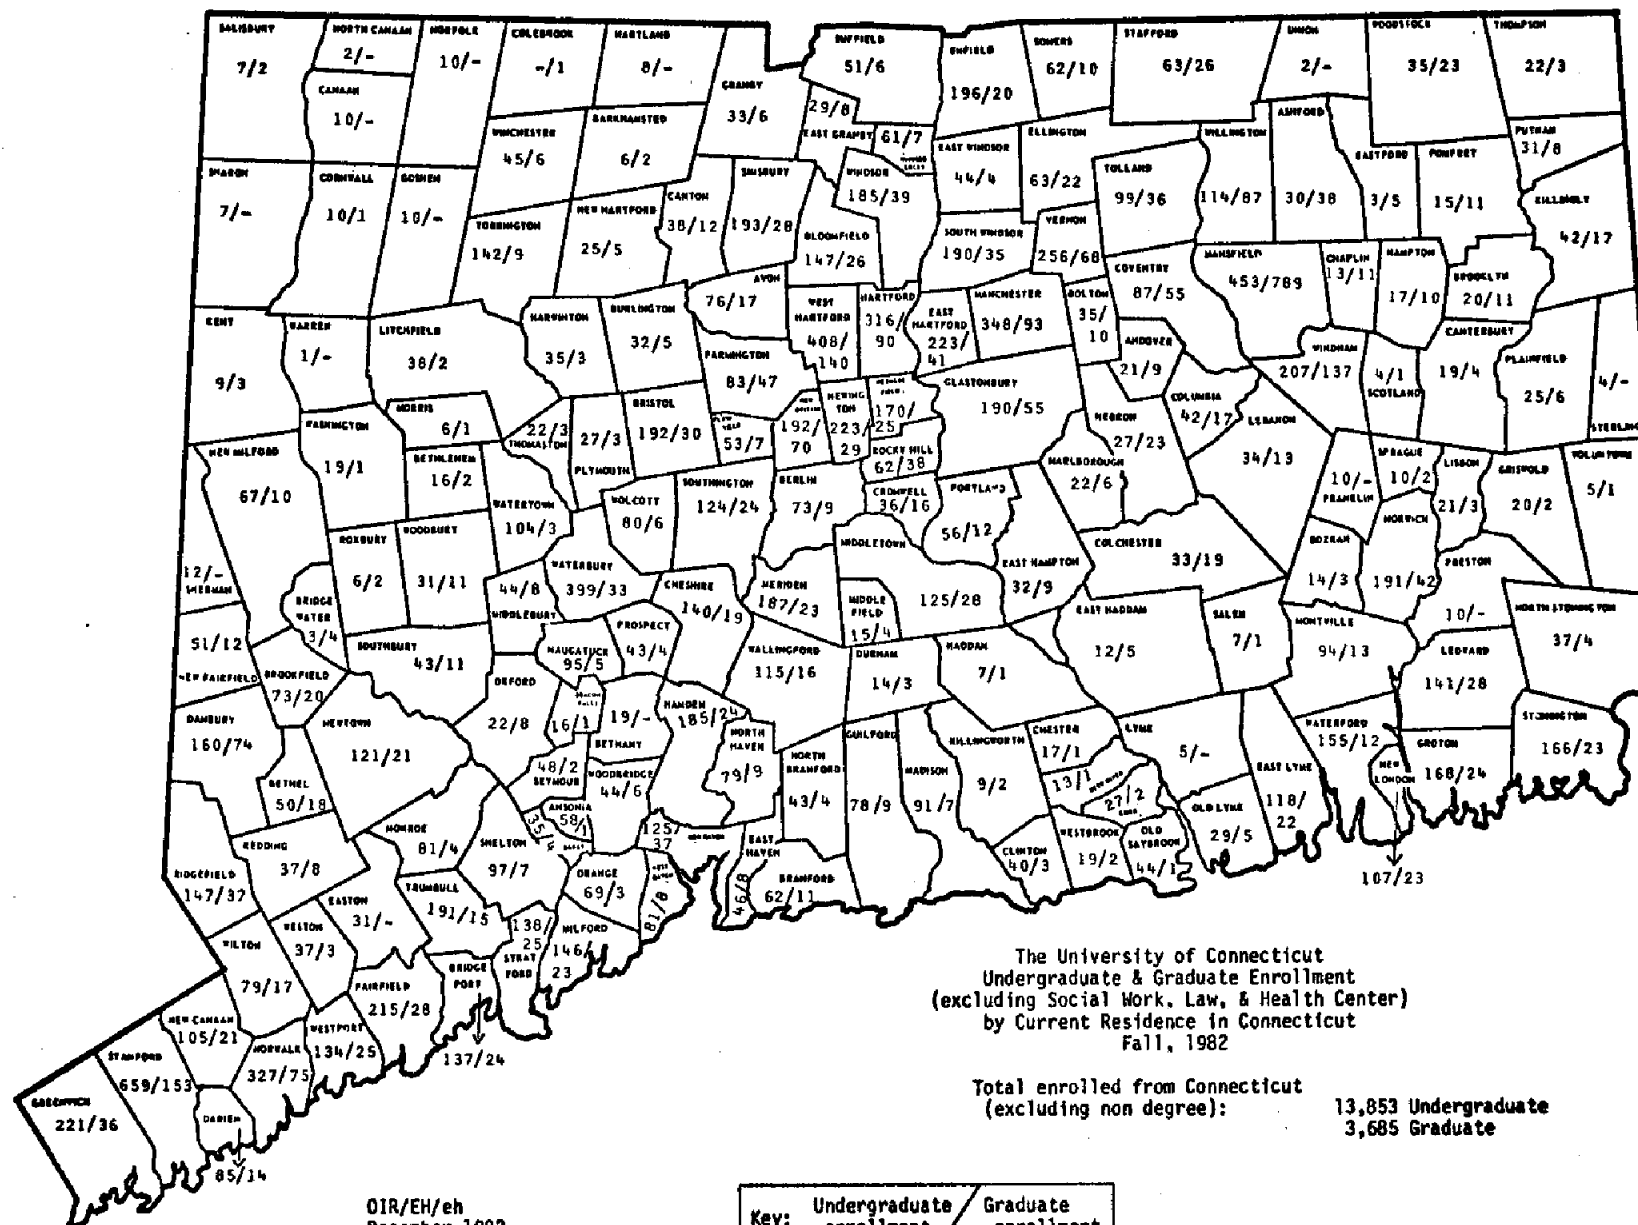 SALISBURY
7/2
NORTH CANAAN
2/-
NORFOLK
10/-
COLEBROOK
-/1
HARTLAND
8/-
SUFFIELD
51/6
ENFIELD
196/20
SOMERS
62/10
STAFFORD
63/26
UNION
2/-
WOODSTOCK
35/23
THOMPSON
22/3
CANAAN
10/-
WINCHESTER
45/6
BARKHAMSTED
6/2
GRANBY
33/6
29/8
EAST GRANBY
61/7
EAST WINDSOR
44/4
ELLINGTON
63/22
TOLLAND
99/36
WILLINGTON
114/87
ASHFORD
30/38
EASTFORD
3/5
POMFRET
15/11
PUTNAM
31/8
KILLINGLY
42/17
SHARON
7/-
CORNWALL
10/1
GOSHEN
10/-
TORRINGTON
142/9
NEW HARTFORD
25/5
CANTON
38/12
SIMSBURY
193/28
WINDSOR
185/39
BLOOMFIELD
147/26
SOUTH WINDSOR
190/35
VERNON
256/68
COVENTRY
87/55
MANSFIELD
453/789
CHAPLIN
13/11
HAMPTON
17/10
BROOKLYN
20/11
KENT
9/3
WARREN
1/-
LITCHFIELD
38/2
HARWINTON
35/3
BURLINGTON
32/5
AVON
76/17
WEST
HARTFORD
408/
140
HARTFORD
316/
90
EAST
HARTFORD
223/
41
MANCHESTER
348/93
BOLTON
35/
10
ANDOVER
21/9
COLUMBIA
42/17
WINDHAM
207/137
4/1
SCOTLAND
CANTERBURY
19/4
PLAINFIELD
25/6
4/-
STERLING
FARMINGTON
83/47
GLASTONBURY
190/55
HEBRON
27/23
LEBANON
34/13
WASHINGTON
19/1
MORRIS
6/1
22/3
THOMASTON
27/3
PLYMOUTH
BRISTOL
192/30
53/7
192/
70
NEWING
TON
223/
29
170/
25
ROCKY HILL
62/38
NEW MILFORD
67/10
BETHLEHEM
16/2
WATERTOWN
104/3
WOLCOTT
80/6
SOUTHINGTON
124/24
BERLIN
73/9
CROMWELL
36/16
PORTLAND
56/12
MARLBOROUGH
22/6
COLCHESTER
33/19
10/-
FRANKLIN
SPRAGUE
10/2
LISBON
21/3
GRISWOLD
20/2
VOLUNTOWN
5/1
ROXBURY
6/2
WOODBURY
31/11
44/8
MIDDLEBURY
WATERBURY
399/33
CHESHIRE
140/19
MERIDEN
187/23
MIDDLETOWN
125/28
MIDDLE
FIELD
15/4
EAST HAMPTON
32/9
BOZRAH
14/3
NORWICH
191/42
PRESTON
10/-
NORTH STONINGTON
37/4
12/-
SHERMAN
BRIDGE
WATER
3/4
51/12
NEW FAIRFIELD
BROOKFIELD
73/20
SOUTHBURY
43/11
NAUGATUCK
95/5
PROSPECT
43/4
WALLINGFORD
115/16
DURHAM
14/3
HADDAM
7/1
EAST HADDAM
12/5
SALEM
7/1
MONTVILLE
94/13
LEDYARD
141/28
DANBURY
160/74
NEWTOWN
121/21
OXFORD
22/8
16/1
19/-
BETHANY
HAMDEN
185/24
NORTH
HAVEN
79/9
NORTH
BRANFORD
43/4
GUILFORD
78/9
MADISON
91/7
KILLINGWORTH
9/2
CHESTER
17/1
13/1
27/2
LYME
5/-
EAST LYME
118/
22
WATERFORD
155/12
NEW
LONDON
107/23
GROTON
168/24
STONINGTON
166/23
BETHEL
50/18
48/2
SEYMOUR
WOODBRIDGE
44/6
ANSONIA
58/1
MONROE
81/4
SHELTON
97/7
125/
37
EAST
HAVEN
46/8
BRANFORD
62/11
CLINTON
40/3
WESTBROOK
19/2
OLD
SAYBROOK
44/1
OLD LYME
29/5
RIDGEFIELD
147/37
REDDING
37/8
EASTON
31/-
TRUMBULL
191/15
ORANGE
69/3
81/8
138/
25
STRAT
FORD
MILFORD
146/
23
WILTON
79/17
WESTON
37/3
FAIRFIELD
215/28
BRIDGE
PORT
137/24
NEW CANAAN
105/21
NORWALK
327/75
WESTPORT
134/25
STAMFORD
659/153
GREENWICH
221/36
DARIEN
85/14
The University of Connecticut
Undergraduate & Graduate Enrollment
(excluding Social Work, Law, & Health Center)
by Current Residence in Connecticut
Fall, 1982
Total enrolled from Connecticut
(excluding non degree):
13,853 Undergraduate
3,685 Graduate
OIR/EH/eh
Key: Undergraduate / Graduate